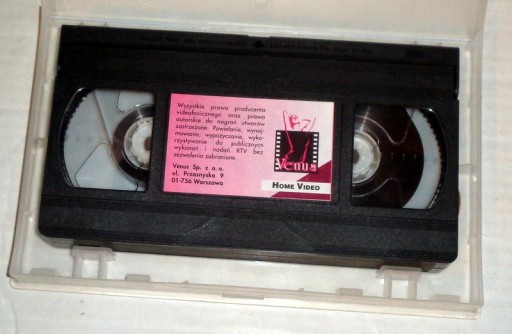 Wszystkie prawa producenta
videofonicznego oraz prawa
autorskie do nagrań utworów
zastrzeżone. Powielanie, wynaj-
mowanie, wypożyczanie, wyko-
rzystywanie do publicznych
wykonań i nadań RTV bez
zezwolenia zabronione.
Venus Sp. z o.o.
ul. Przasnyska 9
01-756 Warszawa
Venus
HOME VIDEO